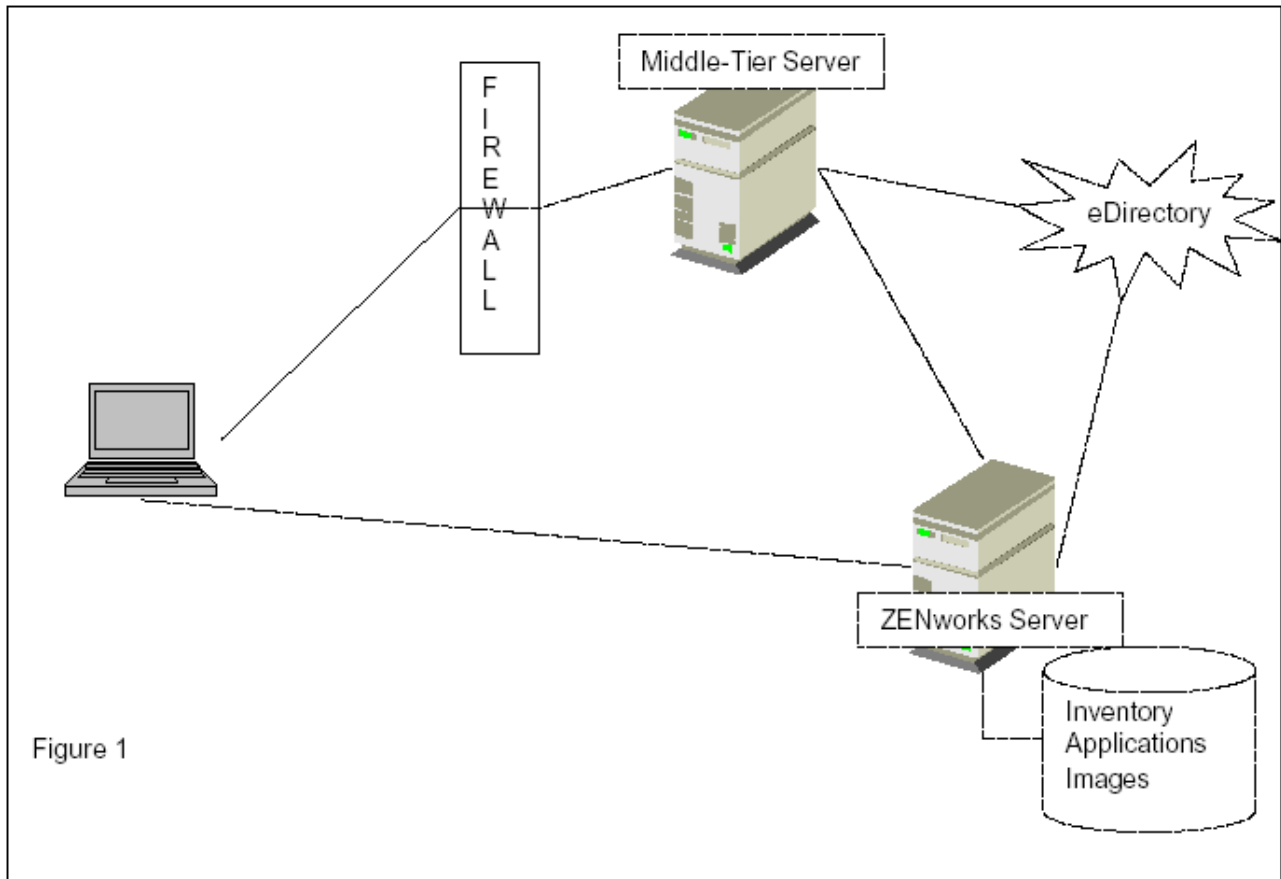 Middle-Tier Server
F
I
R
E
W
A
L
L
eDirectory
ZENworks Server
Inventory
Applications
Images
Figure 1